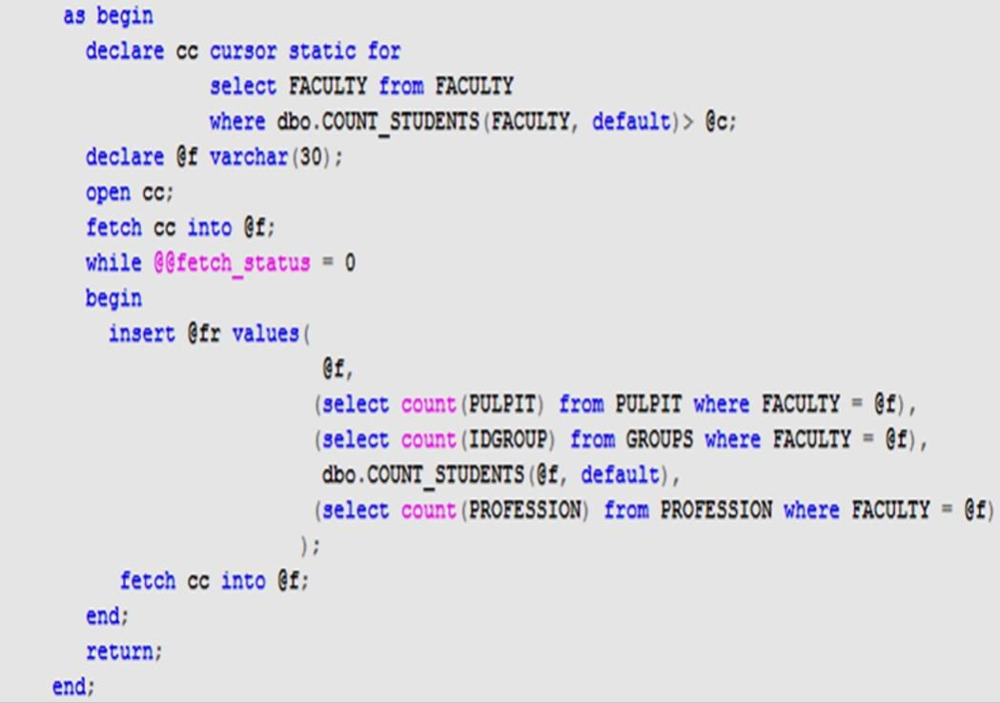 as begin
declare cc cursor static for
select FACULTY from FACULTY
where dbo.COUNT_STUDENTS(FACULTY, default)> @c;
declare @f varchar(30);
open cc;
fetch cc into @f;
while @@fetch_status = 0
begin
insert @fr values(
@f,
(select count(PULPIT) from PULPIT where FACULTY = @f),
(select count(IDGROUP) from GROUPS where FACULTY = @f),
dbo.COUNT_STUDENTS(@f, default),
(select count(PROFESSION) from PROFESSION where FACULTY = @f)
);
fetch cc into @f;
end;
return;
end;